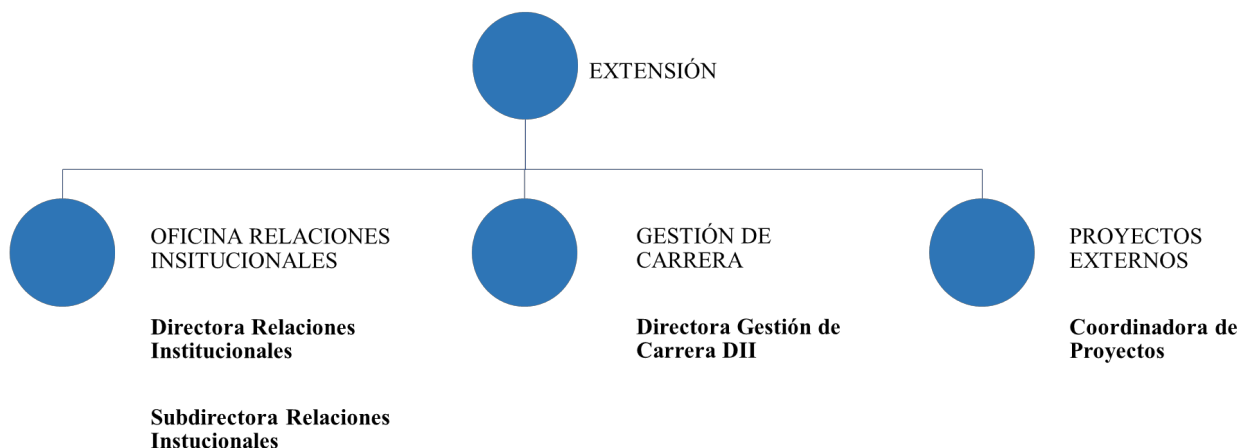 EXTENSIÓN
OFICINA RELACIONES
INSITUCIONALES
Directora Relaciones
Institucionales
Subdirectora Relaciones
Instucionales
GESTIÓN DE
CARRERA
Directora Gestión de
Carrera DII
PROYECTOS
EXTERNOS
Coordinadora de
Proyectos